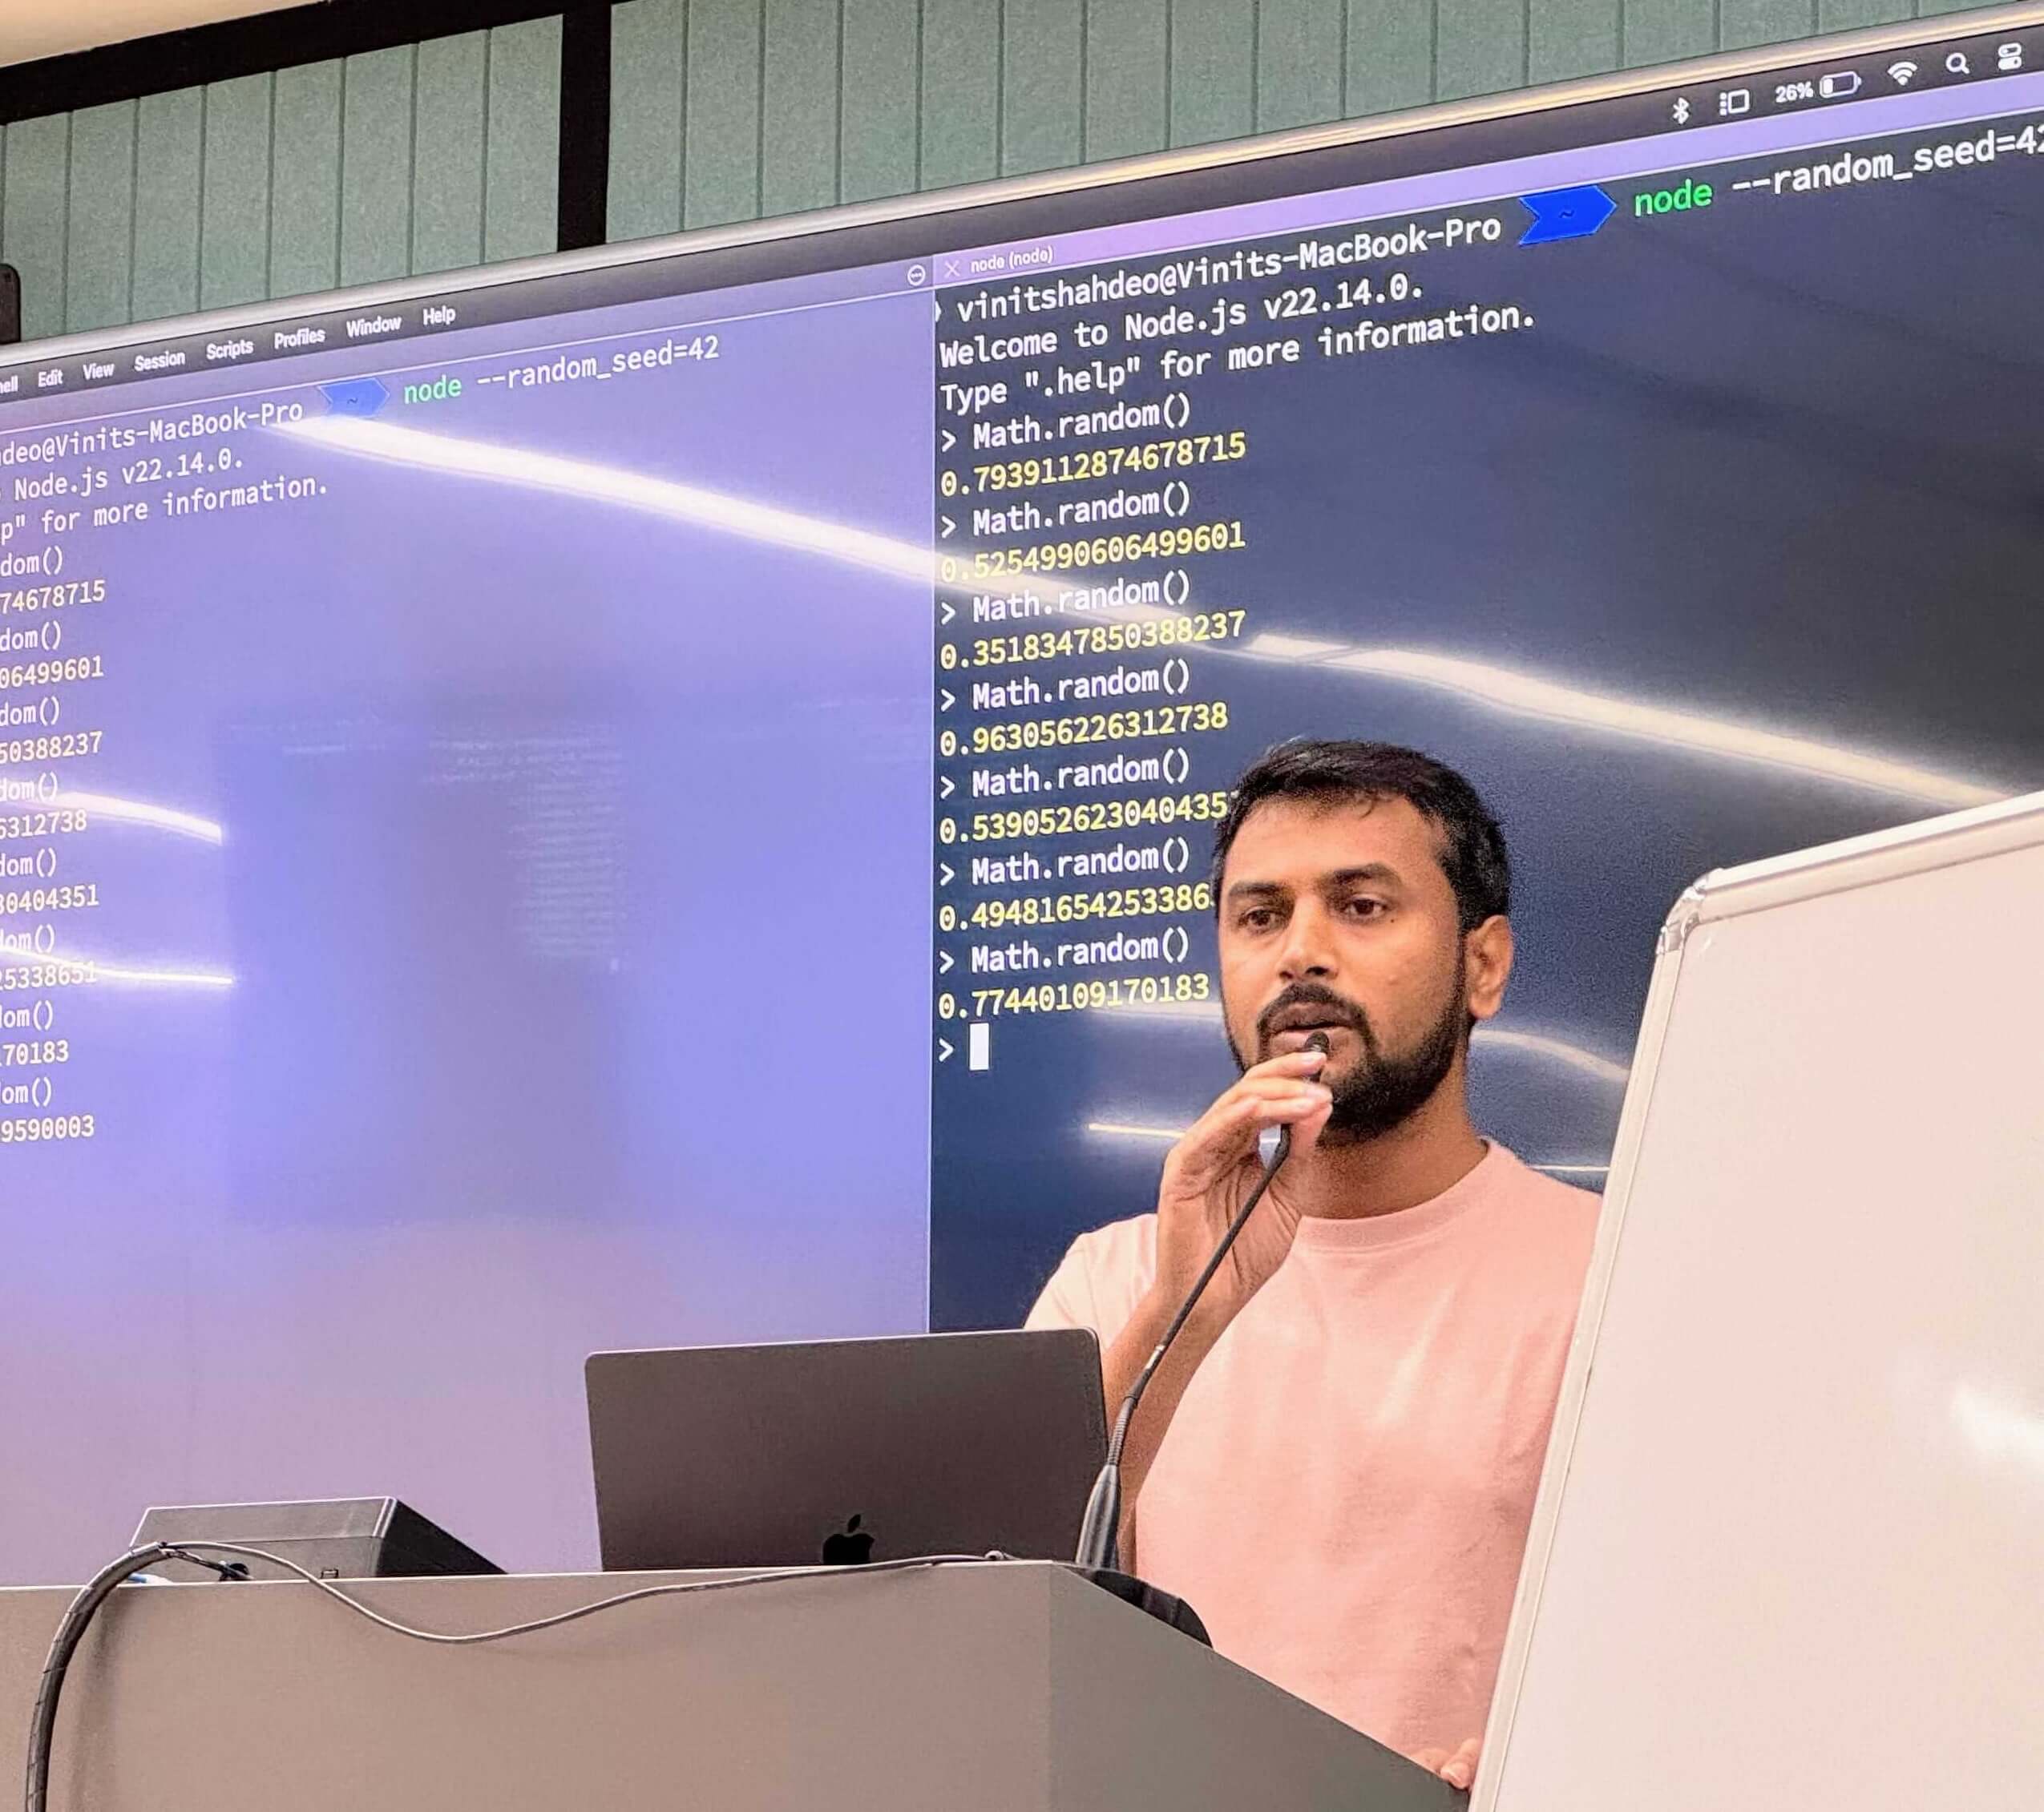 Edit View Session Scripts Profiles Window Help
26%
deo@Vinits-MacBook-Pro ~ node --random_seed=42
Node.js v22.14.0.
p" for more information.
dom()
74678715
dom()
06499601
dom()
50388237
dom()
6312738
dom()
30404351
dom()
25338651
dom()
170183
dom()
9590003
node (node)
vinitshahdeo@Vinits-MacBook-Pro ~ node --random_seed=42
Welcome to Node.js v22.14.0.
Type ".help" for more information.
> Math.random()
0.7939112874678715
> Math.random()
0.5254990606499601
> Math.random()
0.3518347850388237
> Math.random()
0.963056226312738
> Math.random()
0.539052623040435
> Math.random()
0.494816542533865
> Math.random()
0.77440109170183
>